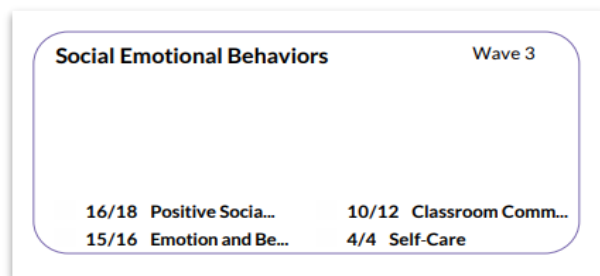 Social Emotional Behaviors Wave 3
16/18 Positive Socia... 10/12 Classroom Comm...
15/16 Emotion and Be... 4/4 Self-Care